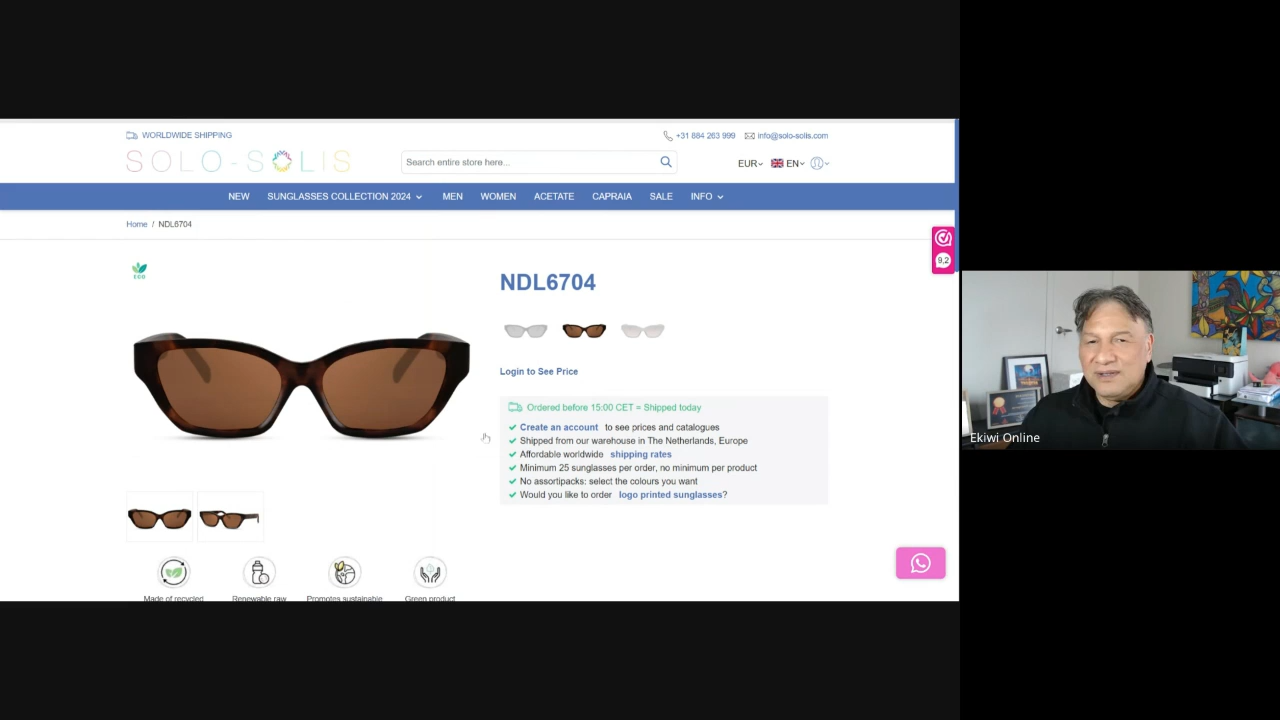 WORLDWIDE SHIPPING
+31 884 263 999 info@solo-solis.com
SOLO-SOLIS
Search entire store here...
EUR EN
NEW SUNGLASSES COLLECTION 2024 MEN WOMEN ACETATE CAPRAIA SALE INFO
Home / NDL6704
9,2
ECO
NDL6704
Login to See Price
Ordered before 15:00 CET = Shipped today
Create an account to see prices and catalogues
Shipped from our warehouse in The Netherlands, Europe
Affordable worldwide shipping rates
Minimum 25 sunglasses per order, no minimum per product
No assortipacks: select the colours you want
Would you like to order logo printed sunglasses?
Made of recycled Renewable raw Promotes sustainable Green product
Ekiwi Online